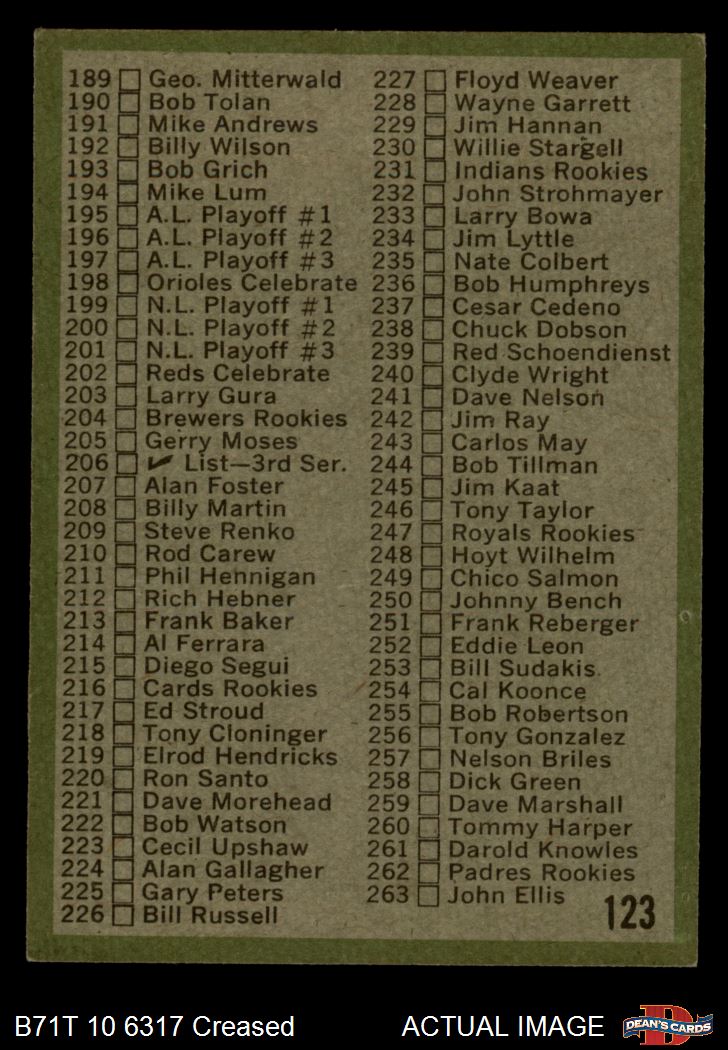 189 Geo. Mitterwald
190 Bob Tolan
191 Mike Andrews
192 Billy Wilson
193 Bob Grich
194 Mike Lum
195 A.L. Playoff #1
196 A.L. Playoff #2
197 A.L. Playoff #3
198 Orioles Celebrate
199 N.L. Playoff #1
200 N.L. Playoff #2
201 N.L. Playoff #3
202 Reds Celebrate
203 Larry Gura
204 Brewers Rookies
205 Gerry Moses
206 ✔ List—3rd Ser.
207 Alan Foster
208 Billy Martin
209 Steve Renko
210 Rod Carew
211 Phil Hennigan
212 Rich Hebner
213 Frank Baker
214 Al Ferrara
215 Diego Segui
216 Cards Rookies
217 Ed Stroud
218 Tony Cloninger
219 Elrod Hendricks
220 Ron Santo
221 Dave Morehead
222 Bob Watson
223 Cecil Upshaw
224 Alan Gallagher
225 Gary Peters
226 Bill Russell
227 Floyd Weaver
228 Wayne Garrett
229 Jim Hannan
230 Willie Stargell
231 Indians Rookies
232 John Strohmayer
233 Larry Bowa
234 Jim Lyttle
235 Nate Colbert
236 Bob Humphreys
237 Cesar Cedeno
238 Chuck Dobson
239 Red Schoendienst
240 Clyde Wright
241 Dave Nelson
242 Jim Ray
243 Carlos May
244 Bob Tillman
245 Jim Kaat
246 Tony Taylor
247 Royals Rookies
248 Hoyt Wilhelm
249 Chico Salmon
250 Johnny Bench
251 Frank Reberger
252 Eddie Leon
253 Bill Sudakis
254 Cal Koonce
255 Bob Robertson
256 Tony Gonzalez
257 Nelson Briles
258 Dick Green
259 Dave Marshall
260 Tommy Harper
261 Darold Knowles
262 Padres Rookies
263 John Ellis
123
B71T 10 6317 Creased
ACTUAL IMAGE
D
DEAN'S CARDS